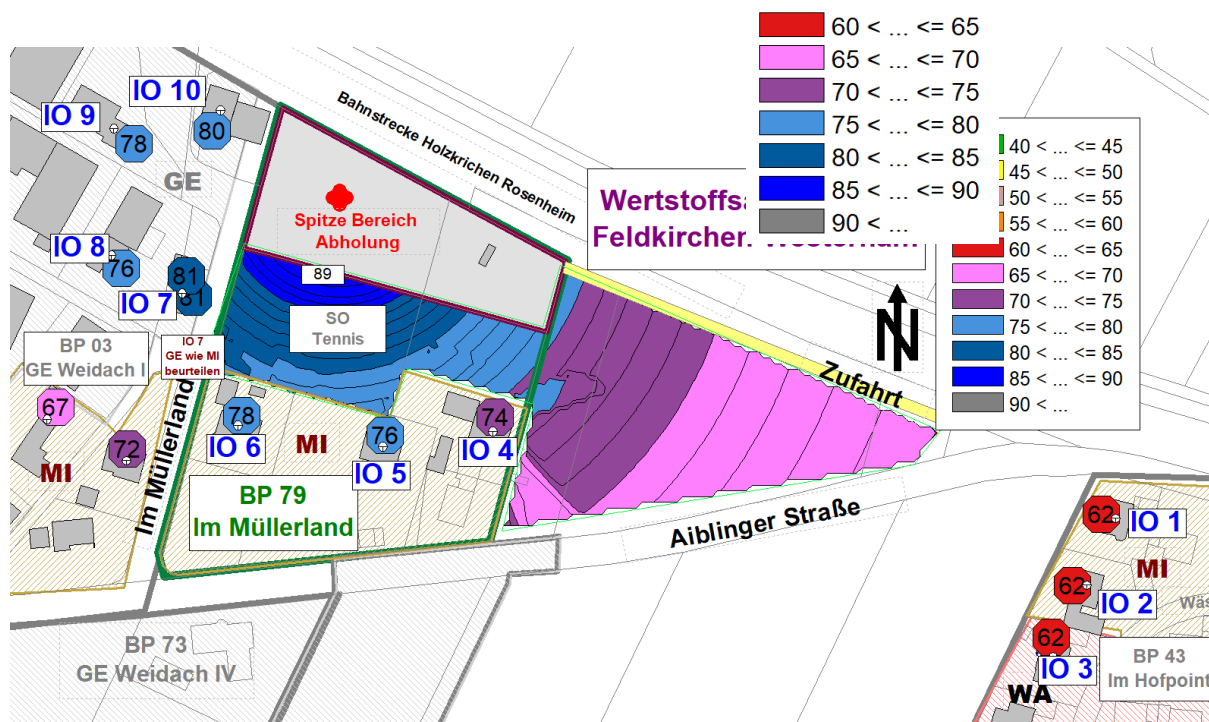 60 < ... <= 65
65 < ... <= 70
70 < ... <= 75
75 < ... <= 80
80 < ... <= 85
85 < ... <= 90
90 <
40 < ... <= 45
45 < ... <= 50
50 < ... <= 55
55 < ... <= 60
60 < ... <= 65
65 < ... <= 70
70 < ... <= 75
75 < ... <= 80
80 < ... <= 85
85 < ... <= 90
90 < ...
IO 10
80
IO 9
78
GE
Bahnstrecke Holzkrichen Rosenheim
Feldkirchen
N
Spitze Bereich
Abholung
IO 8
76
81
81
IO 7
89
SO
Tennis
IO 7
GE wie MI
beurteilen
BP 03
GE Weidach I
67
72
MI
Im Müllerland
78
IO 6
MI
76
IO 5
74
IO 4
BP 79
Im Müllerland
Zufahrt
Aiblinger Straße
62
IO 1
MI
62
IO 2
62
IO 3
WA
BP 43
Im Hofpoint
BP 73
GE Weidach IV